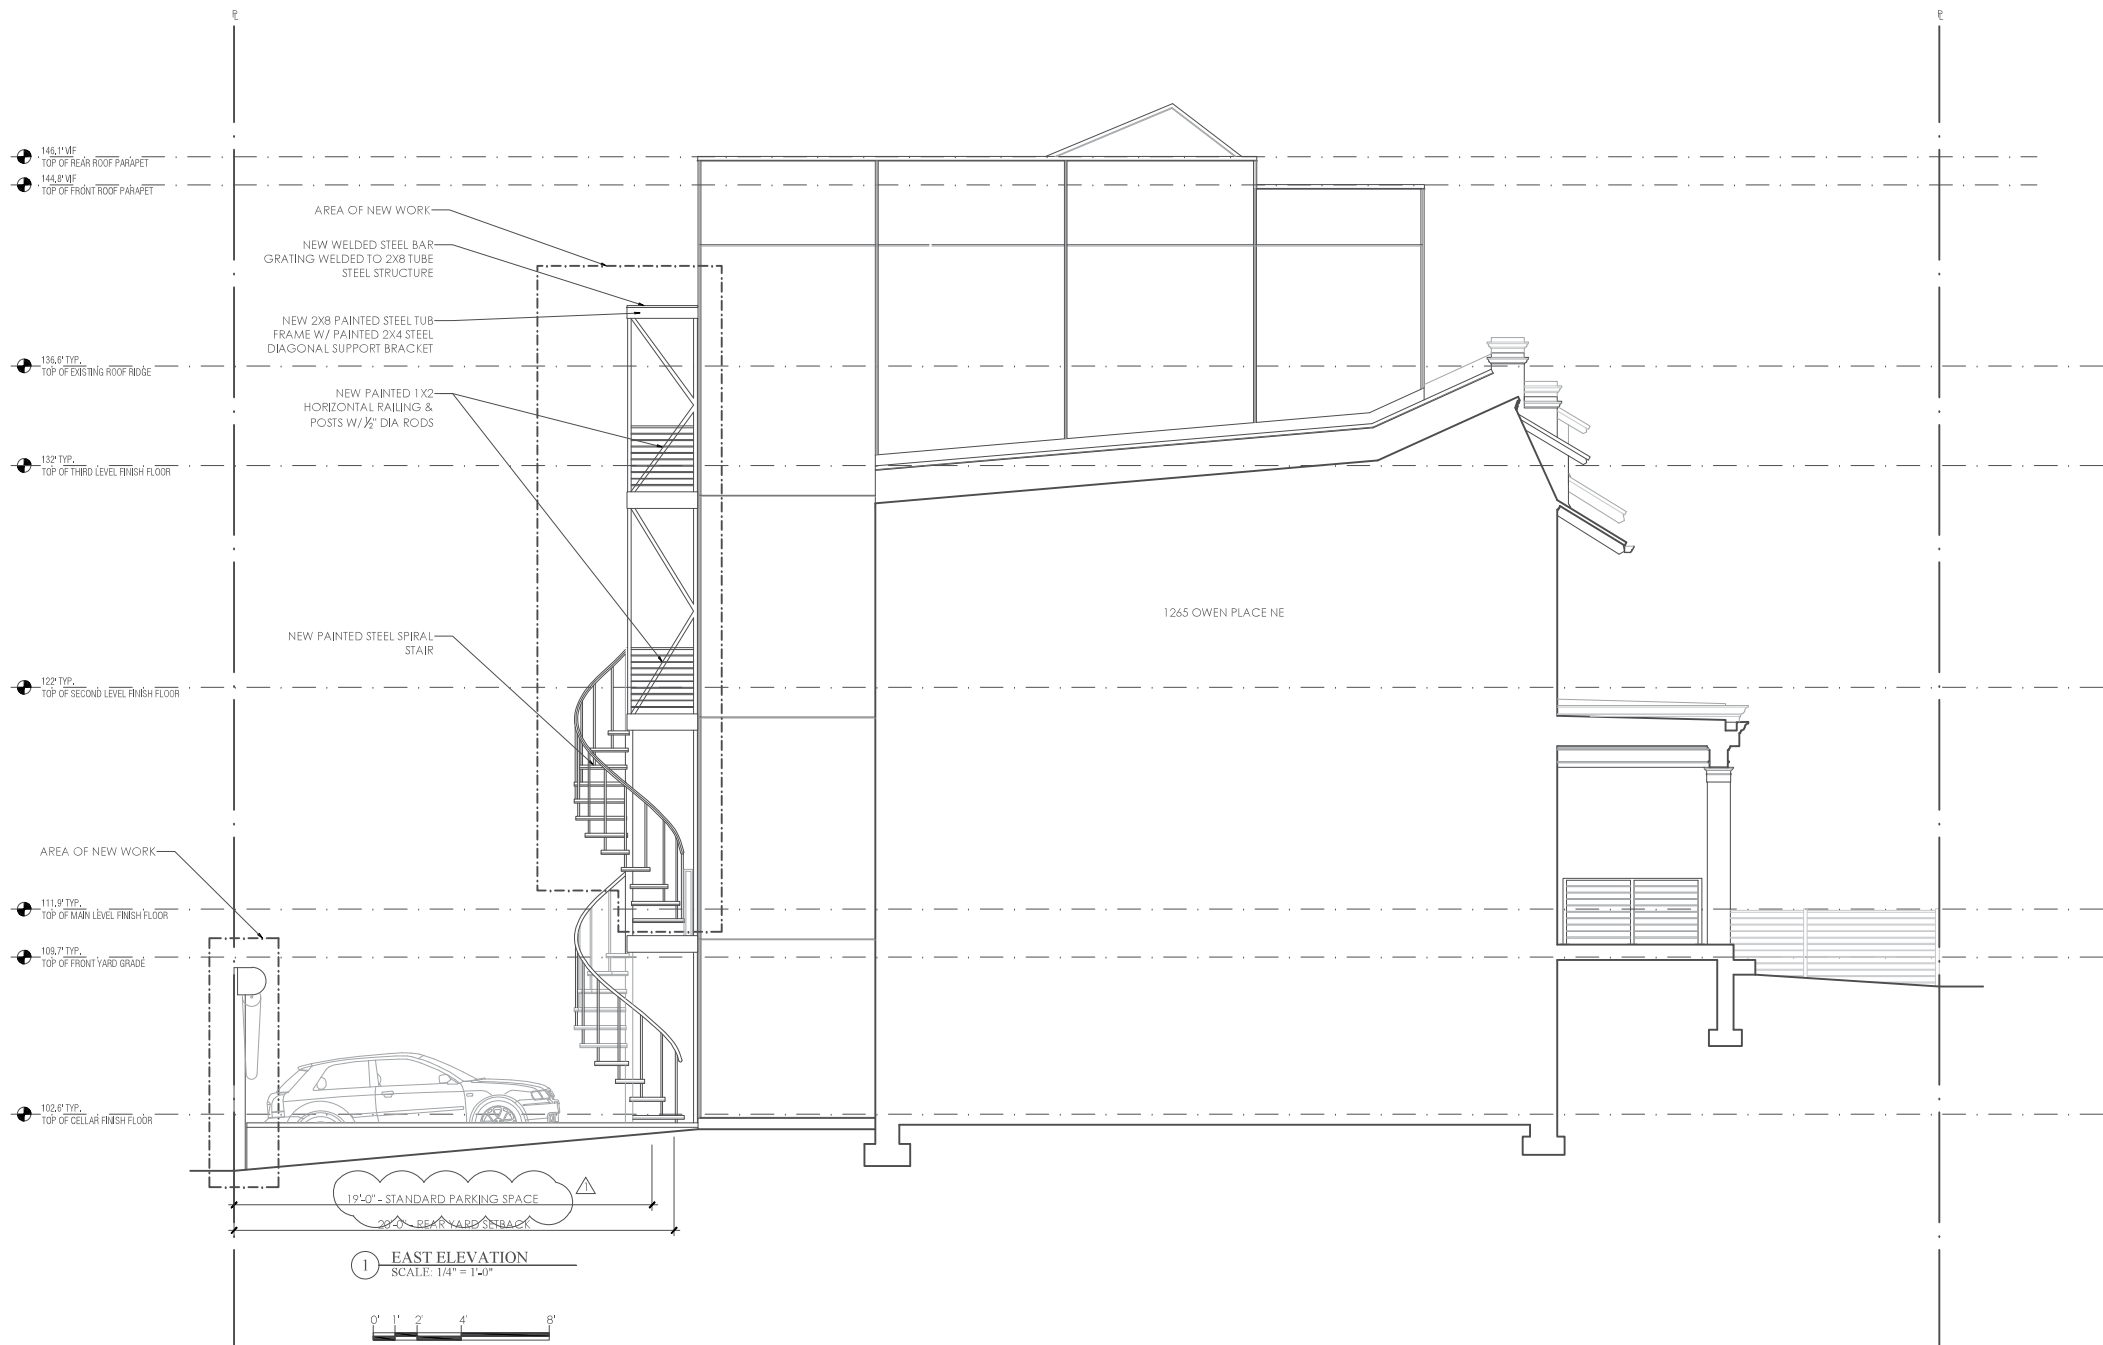 146.1' VIF
TOP OF REAR ROOF PARAPET
144.8' VIF
TOP OF FRONT ROOF PARAPET
AREA OF NEW WORK
NEW WELDED STEEL BAR
GRATING WELDED TO 2X8 TUBE
STEEL STRUCTURE
NEW 2X8 PAINTED STEEL TUB
FRAME W/ PAINTED 2X4 STEEL
DIAGONAL SUPPORT BRACKET
136.6' TYP.
TOP OF EXISTING ROOF RIDGE
NEW PAINTED 1X2
HORIZONTAL RAILING &
POSTS W/ ½" DIA RODS
132' TYP.
TOP OF THIRD LEVEL FINISH FLOOR
1265 OWEN PLACE NE
NEW PAINTED STEEL SPIRAL
STAIR
122' TYP.
TOP OF SECOND LEVEL FINISH FLOOR
AREA OF NEW WORK
111.9' TYP.
TOP OF MAIN LEVEL FINISH FLOOR
109.7' TYP.
TOP OF FRONT YARD GRADE
102.6' TYP.
TOP OF CELLAR FINISH FLOOR
19'-0" - STANDARD PARKING SPACE
1
20'-0" - REAR YARD SETBACK
1 EAST ELEVATION
SCALE: 1/4" = 1'-0"
0' 1' 2' 4' 8'